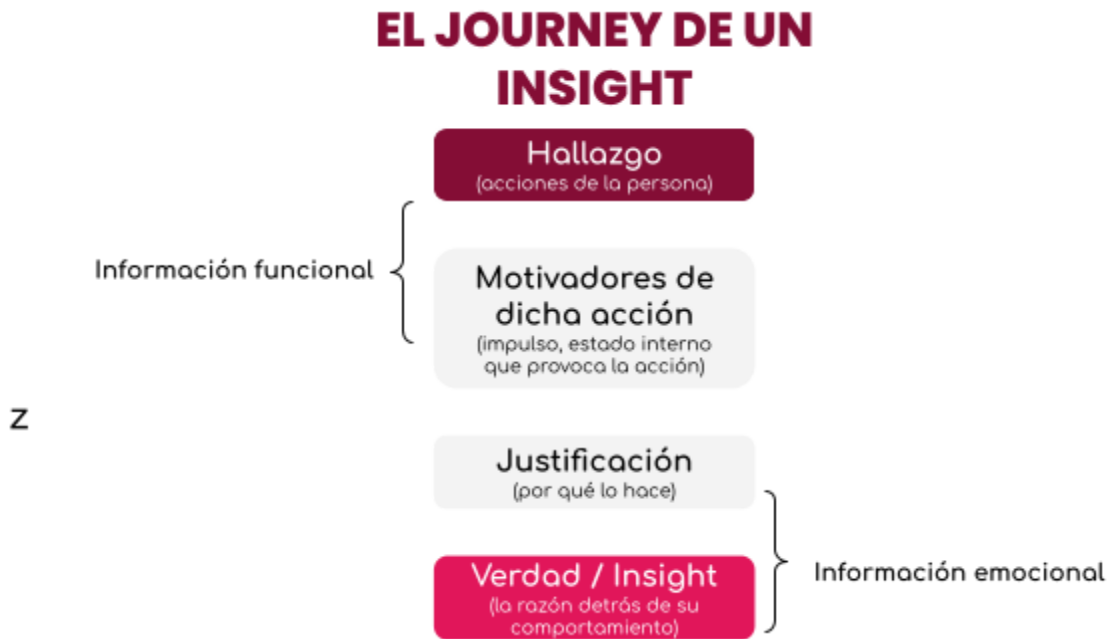 EL JOURNEY DE UN
INSIGHT
Hallazgo
(acciones de la persona)
Información funcional
Motivadores de
dicha acción
(impulso, estado interno
que provoca la acción)
z
Justificación
(por qué lo hace)
Verdad / Insight
(la razón detrás de su
comportamiento)
Información emocional